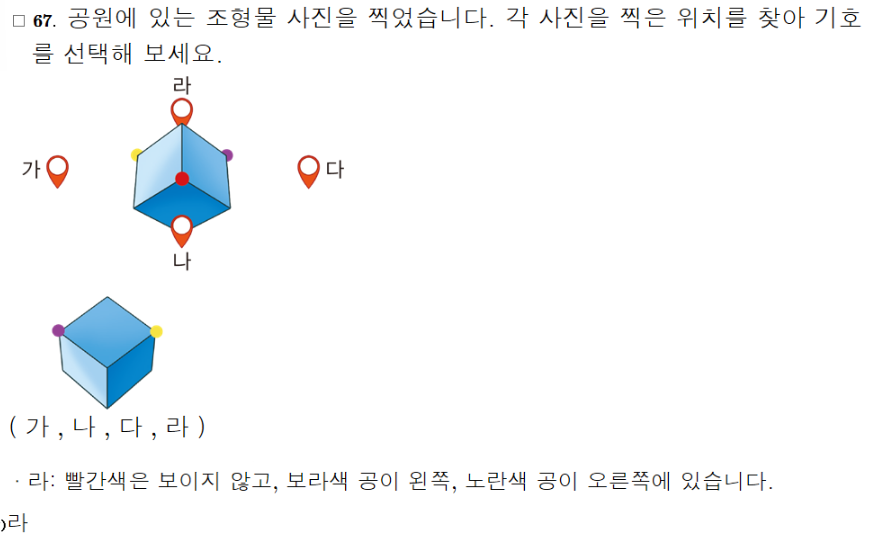 □ 67. 공원에 있는 조형물 사진을 찍었습니다. 각 사진을 찍은 위치를 찾아 기호
를 선택해 보세요.
라
가
다
나
( 가 , 나 , 다 , 라 )
· 라: 빨간색은 보이지 않고, 보라색 공이 왼쪽, 노란색 공이 오른쪽에 있습니다.
)라